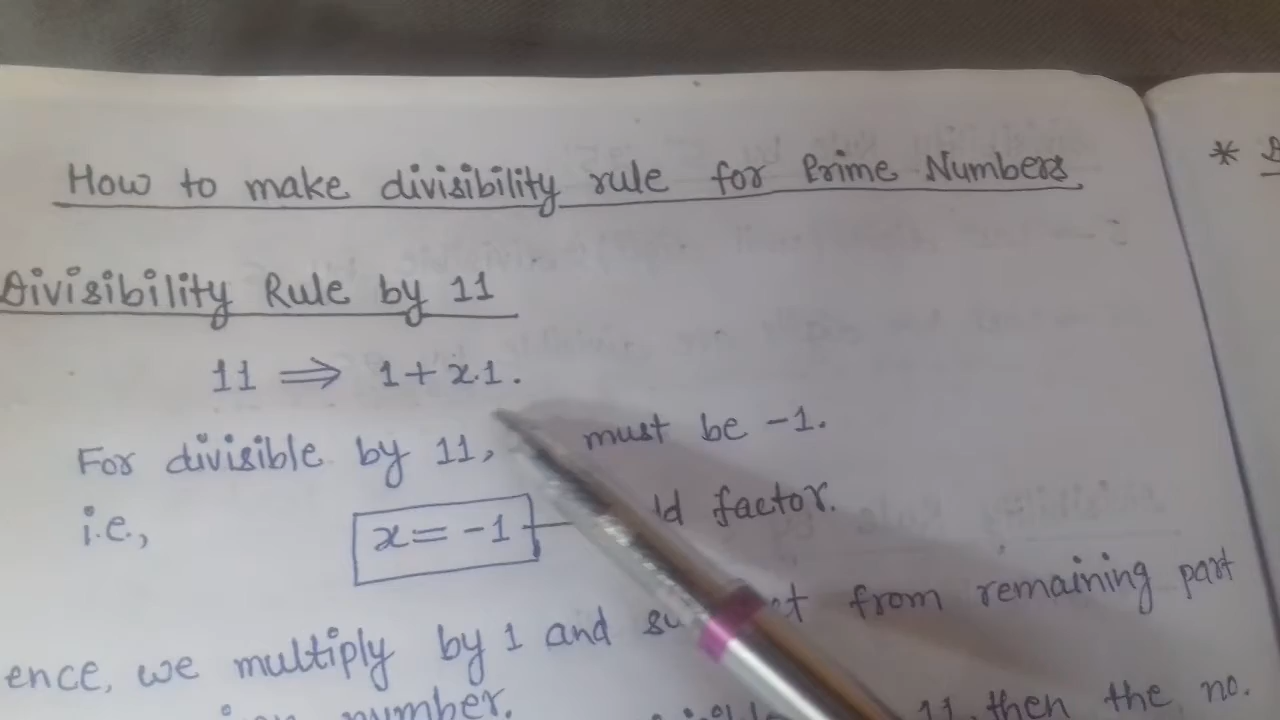 How to make divisibility rule for Prime Numbers
*
Divisibility Rule by 11
11 ⟹ 1 + x.1.
For divisible by 11, must be -1.
i.e., x = -1 factor.
ence, we multiply by 1 and from remaining part
number. 11, then the no.